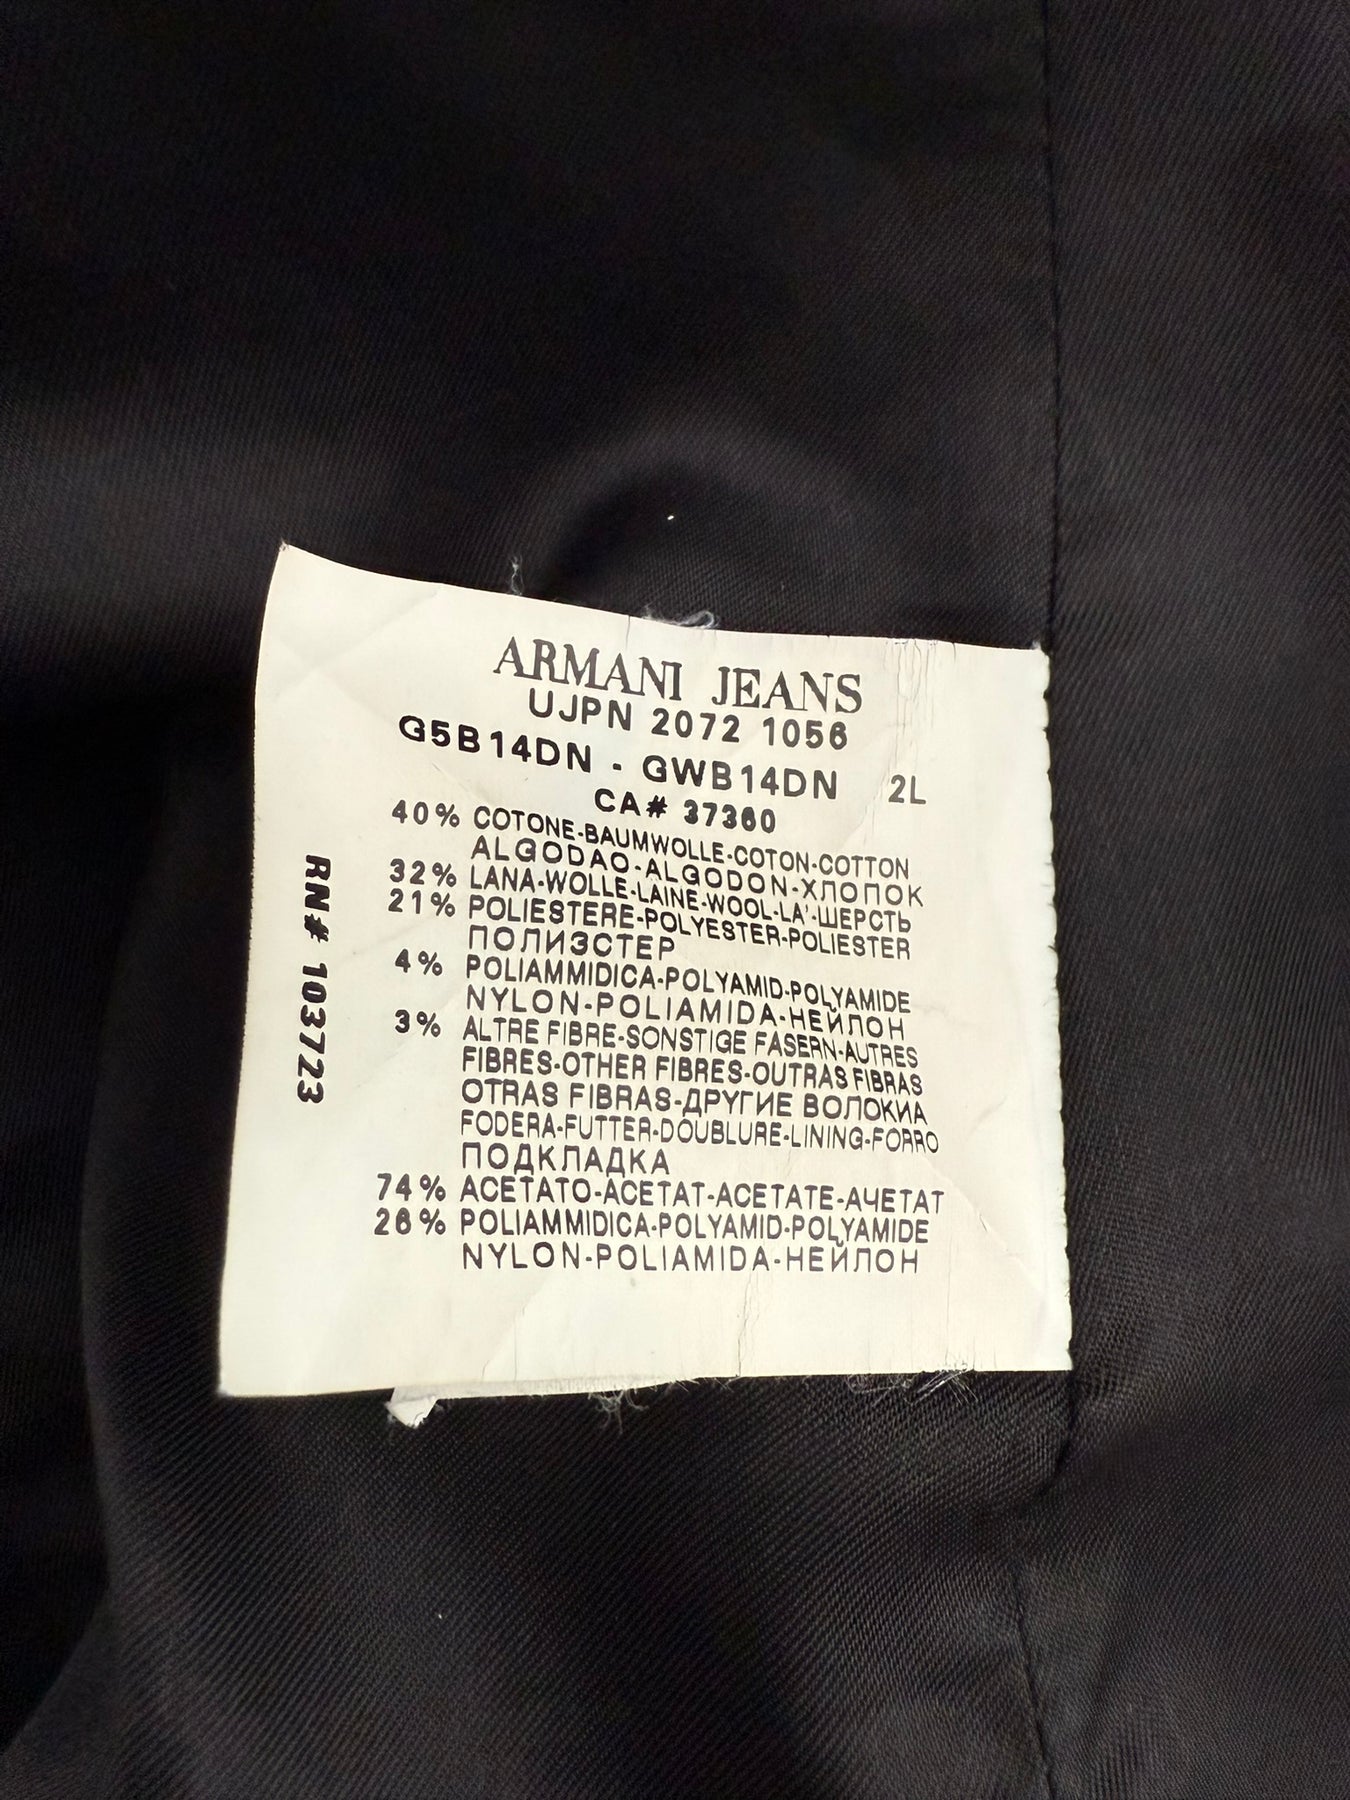 ARMANI JEANS
UJPN 2072 1056
G5B14DN - GWB14DN 2L
CA# 37360
40% COTONE-BAUMWOLLE-COTON-COTTON
ALGODAO-ALGODON-ХЛОПОК
32% LANA-WOLLE-LAINE-WOOL-LA'-ШЕРСТЬ
21% POLIESTERE-POLYESTER-POLIESTER
ПОЛИЭСТЕР
4% POLIAMMIDICA-POLYAMID-POLYAMIDE
NYLON-POLIAMIDA-НЕЙЛОН
3% ALTRE FIBRE-SONSTIGE FASERN-AUTRES
FIBRES-OTHER FIBRES-OUTRAS FIBRAS
OTRAS FIBRAS-ДРУГИЕ ВОЛОКИА
FODERA-FUTTER-DOUBLURE-LINING-FORRO
ПОДКЛАДКА
74% ACETATO-ACETAT-ACETATE-АЧЕТАТ
26% POLIAMMIDICA-POLYAMID-POLYAMIDE
NYLON-POLIAMIDA-НЕЙЛОН
RN# 103723